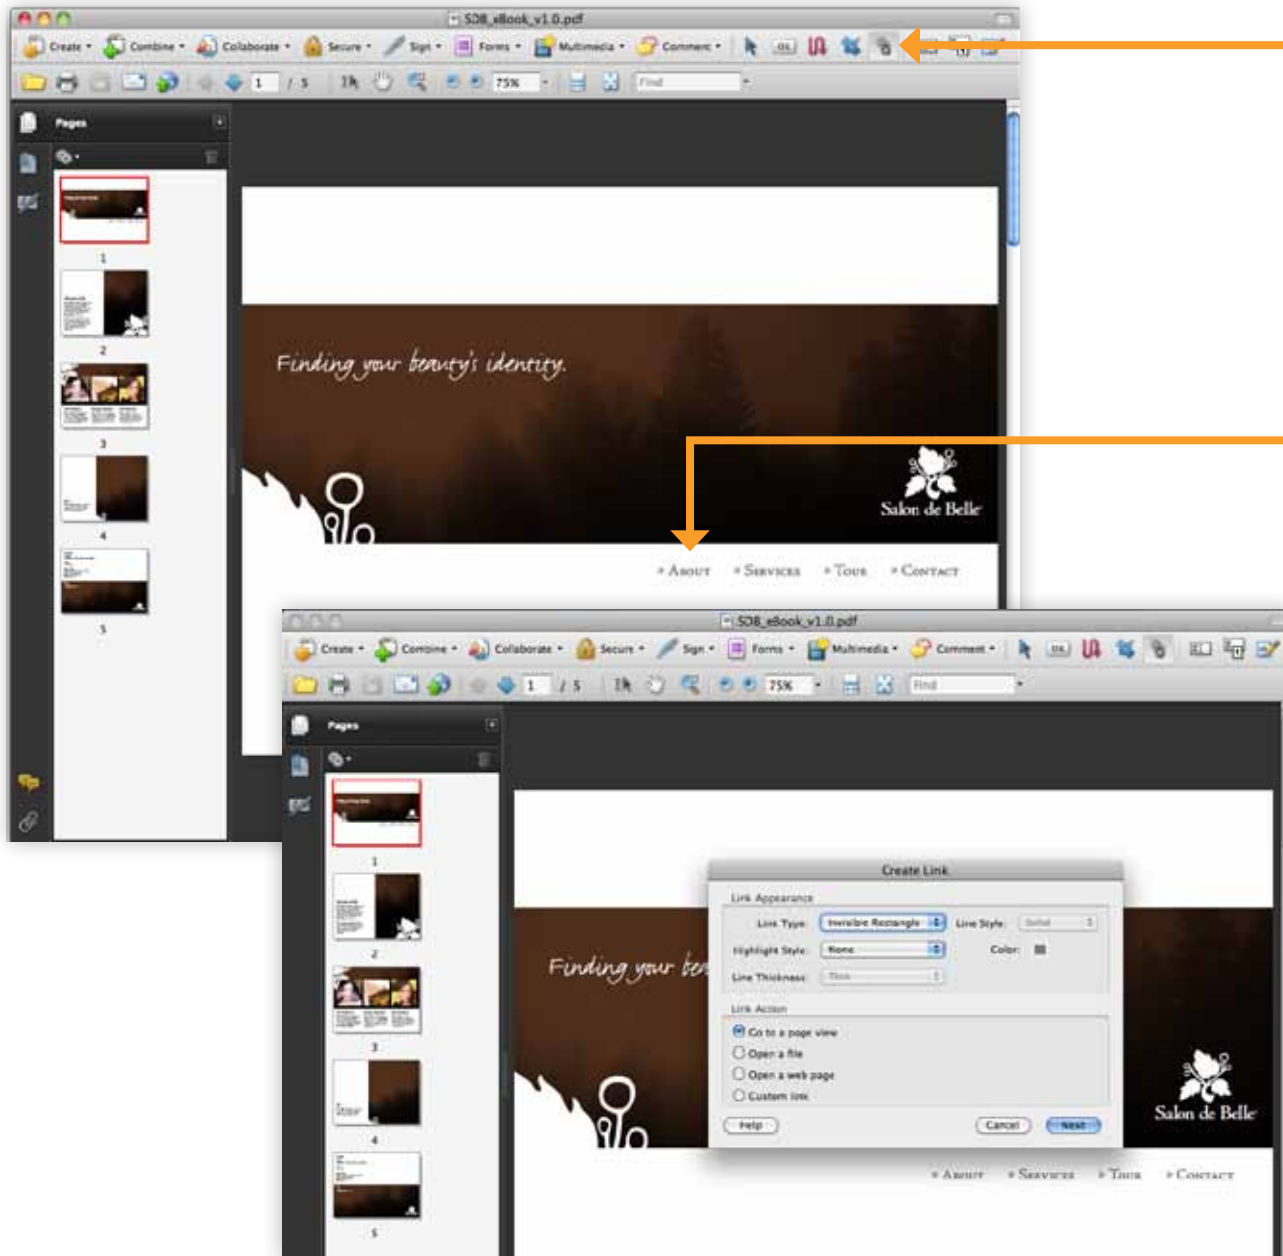 SDB_eBook_v1.0.pdf
Create Combine Collaborate Secure Sign Forms Multimedia Comment
1 / 5 75% Find
Pages
1
2
3
4
5
Finding your beauty's identity.
Salon de Belle
» About » Services » Tour » Contact
SDB_eBook_v1.0.pdf
Create Combine Collaborate Secure Sign Forms Multimedia Comment
1 / 5 75% Find
Pages
1
2
3
4
5
Finding your bea
Salon de Belle
» About » Services » Tour » Contact
Create Link
Link Appearance
Link Type: Invisible Rectangle Line Style: Solid
Highlight Style: None Color:
Line Thickness: Thin
Link Action
Go to a page view
Open a file
Open a web page
Custom link
Help Cancel Next